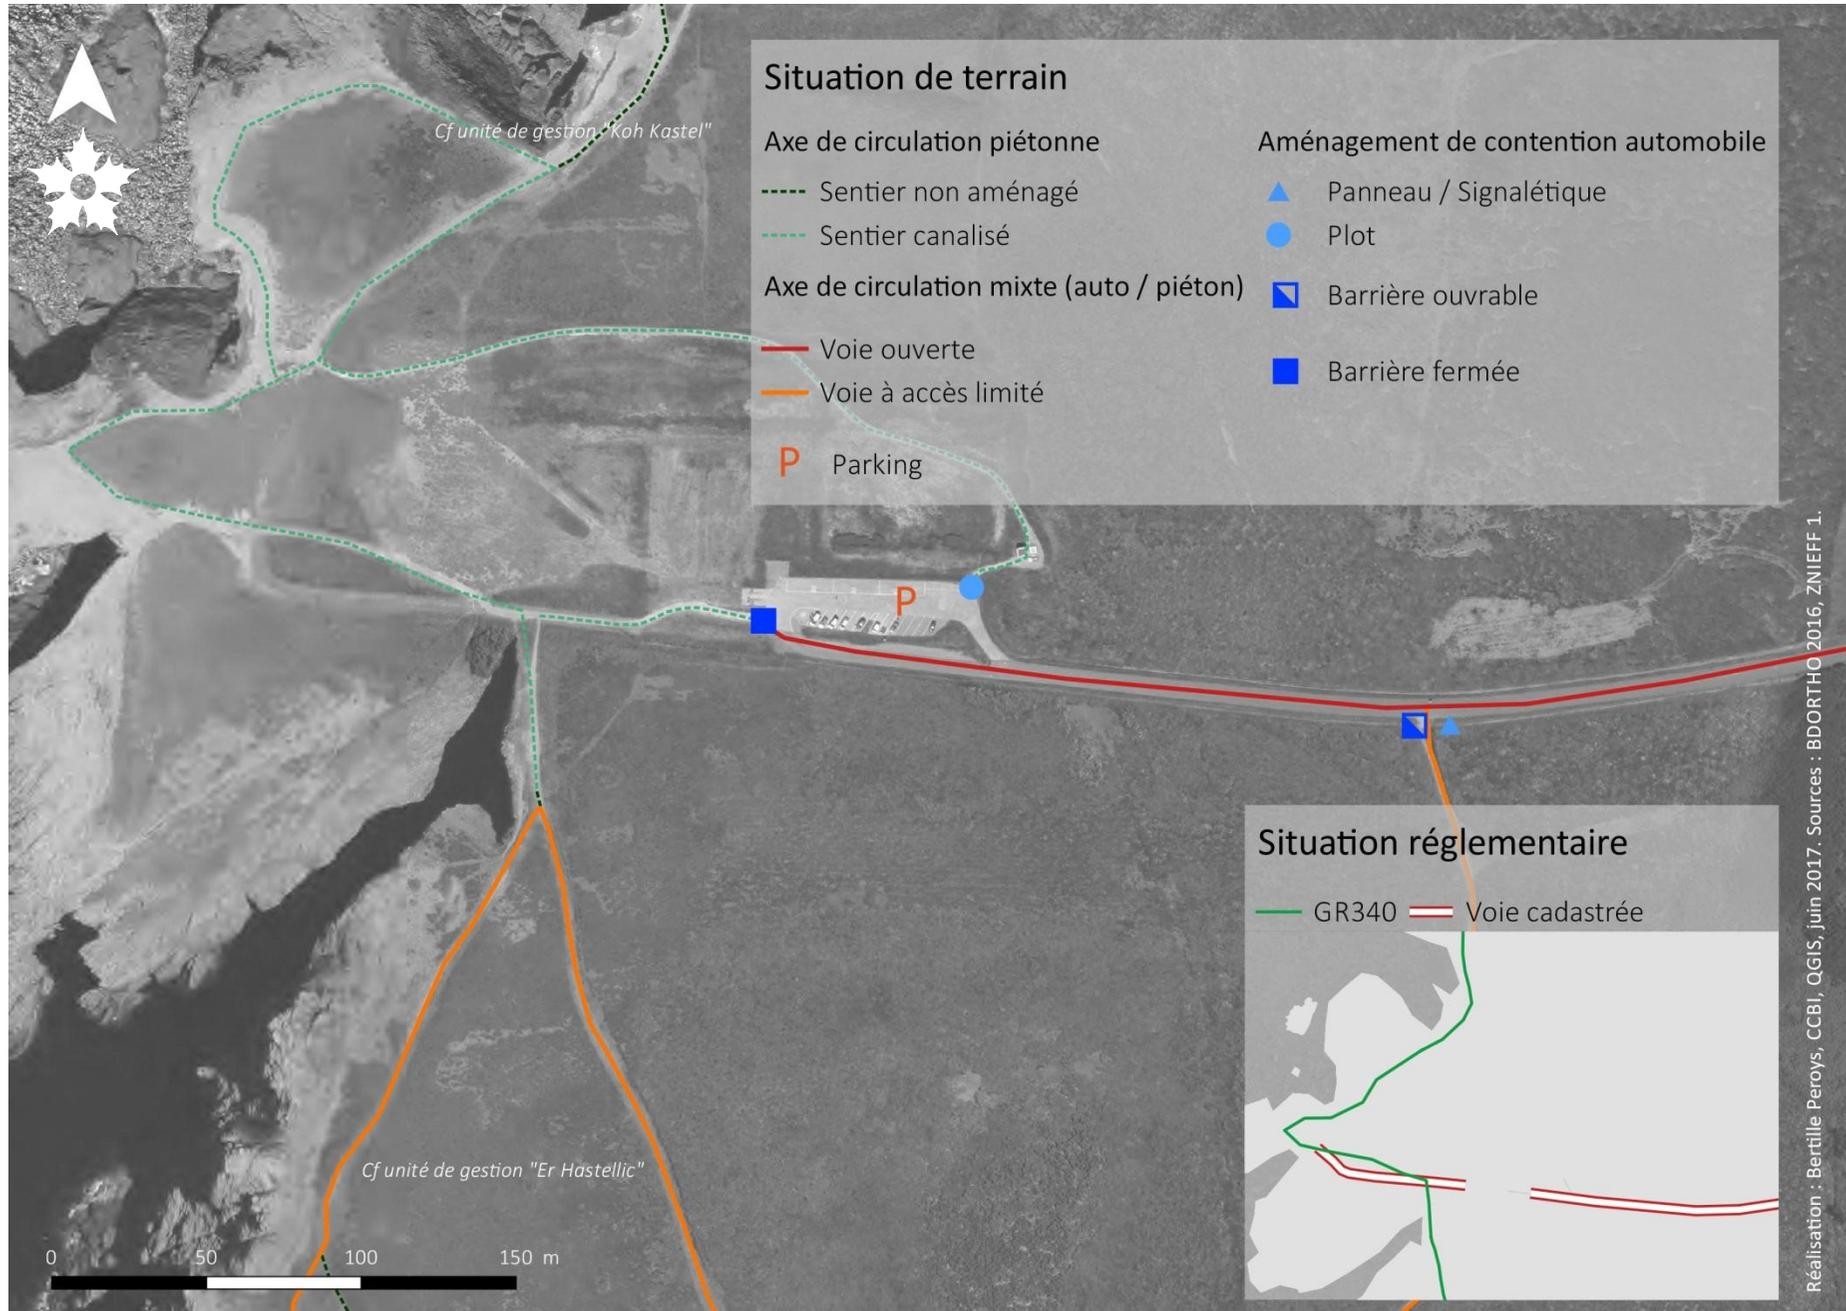 Situation de terrain
Cf unité de gestion "Koh Kastel"
Axe de circulation piétonne
Sentier non aménagé
Sentier canalisé
Axe de circulation mixte (auto / piéton)
Voie ouverte
Voie à accès limité
P Parking
Aménagement de contention automobile
Panneau / Signalétique
Plot
Barrière ouvrable
Barrière fermée
P
Situation réglementaire
GR340 Voie cadastrée
Cf unité de gestion "Er Hastellic"
0 50 100 150 m
Réalisation : Bertille Peroys, CCBI, QGIS, juin 2017. Sources : BDORTHO 2016, ZNIEFF 1.